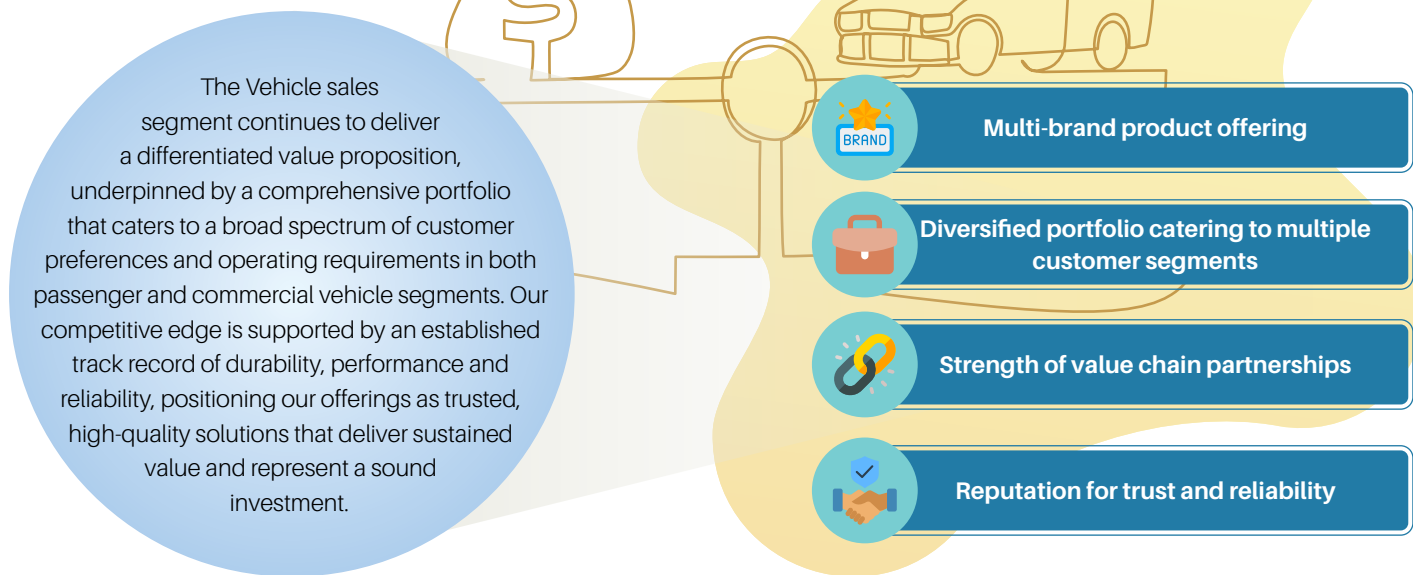 The Vehicle sales
segment continues to deliver
a differentiated value proposition,
underpinned by a comprehensive portfolio
that caters to a broad spectrum of customer
preferences and operating requirements in both
passenger and commercial vehicle segments. Our
competitive edge is supported by an established
track record of durability, performance and
reliability, positioning our offerings as trusted,
high-quality solutions that deliver sustained
value and represent a sound
investment.
$
BRAND
Multi-brand product offering
Diversified portfolio catering to multiple
customer segments
Strength of value chain partnerships
Reputation for trust and reliability